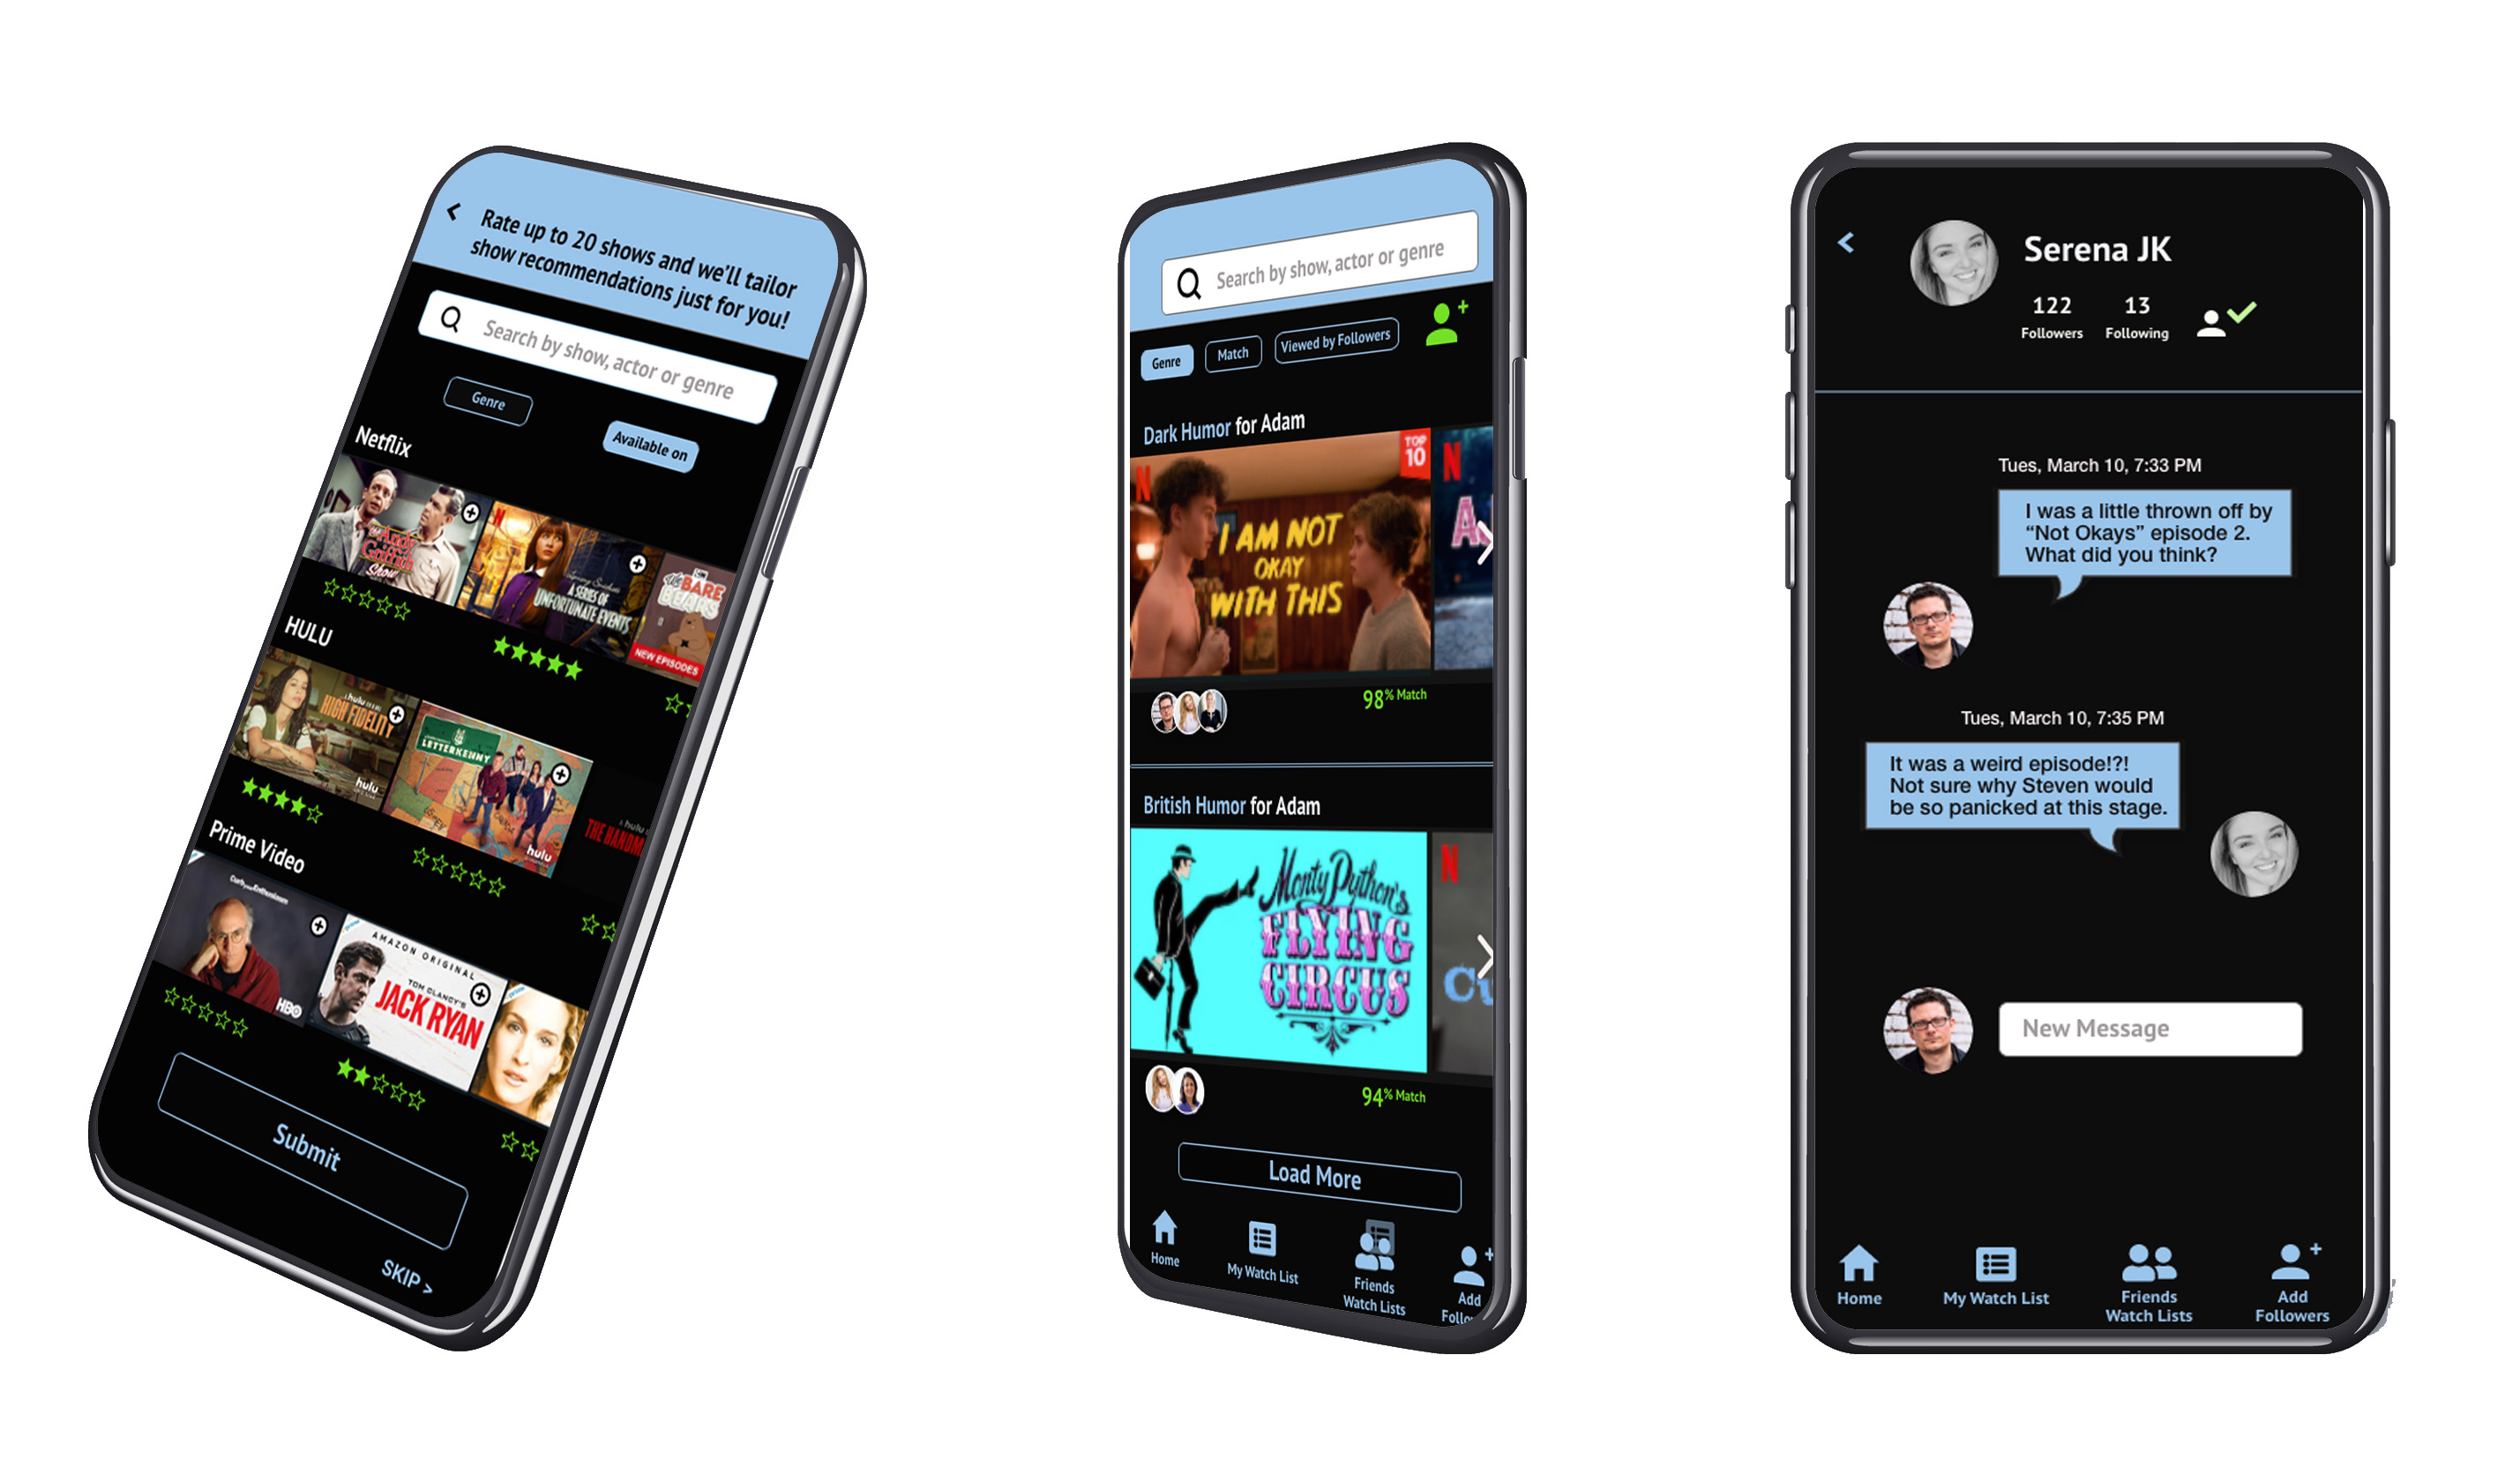 Rate up to 20 shows and we'll tailor
show recommendations just for you!
Search by show, actor or genre
Genre
Available on
Netflix
The
Andy
Griffith
Show
N
A SERIES OF
UNFORTUNATE EVENTS
We
BARE
BEARS
NEW EPISODES
HULU
HIGH FIDELITY
hulu
LETTERKENNY
hulu
hulu
THE HANDM
Prime Video
Curb your Enthusiasm
HBO
prime
AMAZON ORIGINAL
TOM CLANCY'S
JACK RYAN
prime
Submit
SKIP >
Search by show, actor or genre
Genre
Match
Viewed by Followers
Dark Humor for Adam
N
TOP
10
I AM NOT
OKAY
WITH THIS
N
A
98% Match
British Humor for Adam
Monty Python's
FLYING
CIRCUS
N
Cu
94% Match
Load More
Home
My Watch List
Friends
Watch Lists
Add
Follo
Serena JK
122
Followers
13
Following
Tues, March 10, 7:33 PM
I was a little thrown off by
“Not Okays” episode 2.
What did you think?
Tues, March 10, 7:35 PM
It was a weird episode!?!
Not sure why Steven would
be so panicked at this stage.
New Message
Home
My Watch List
Friends
Watch Lists
Add
Followers